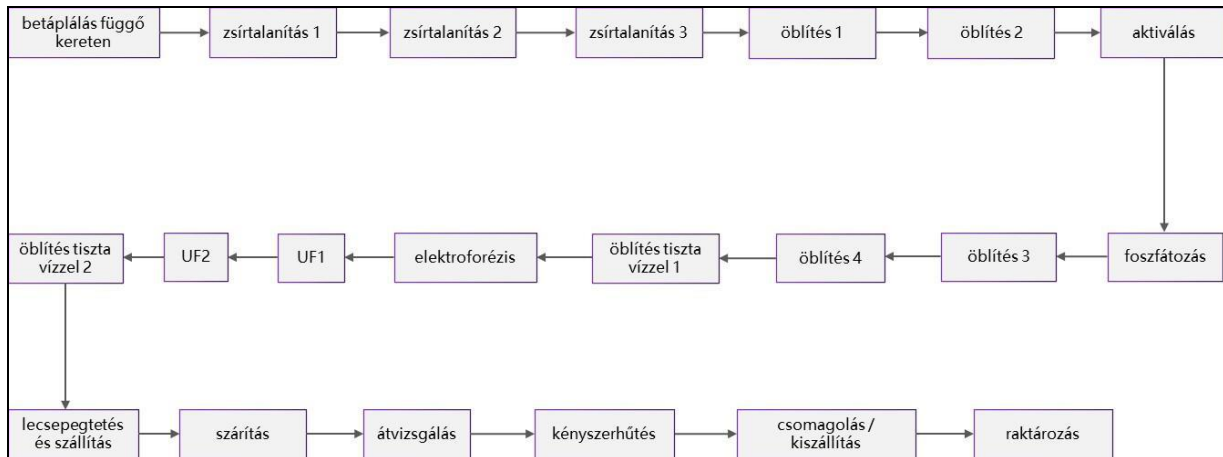 betáplálás függő
kereten
zsírtalanítás 1
zsírtalanítás 2
zsírtalanítás 3
öblítés 1
öblítés 2
aktiválás
foszfátozás
öblítés 3
öblítés 4
öblítés tiszta
vízzel 1
elektroforézis
UF1
UF2
öblítés tiszta
vízzel 2
lecsepegtetés
és szállítás
szárítás
átvizsgálás
kényszerhűtés
csomagolás /
kiszállítás
raktározás